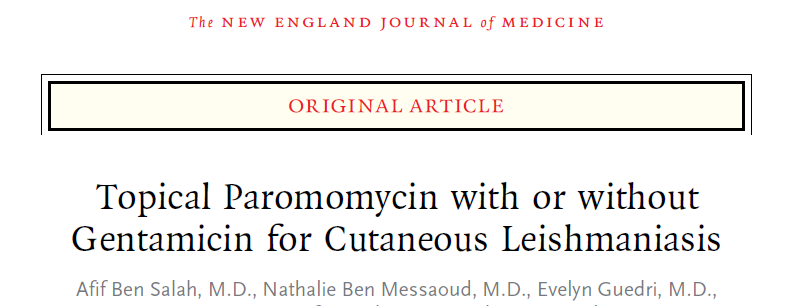 The NEW ENGLAND JOURNAL of MEDICINE
ORIGINAL ARTICLE
Topical Paromomycin with or without
Gentamicin for Cutaneous Leishmaniasis
Afif Ben Salah, M.D., Nathalie Ben Messaoud, M.D., Evelyn Guedri, M.D.,